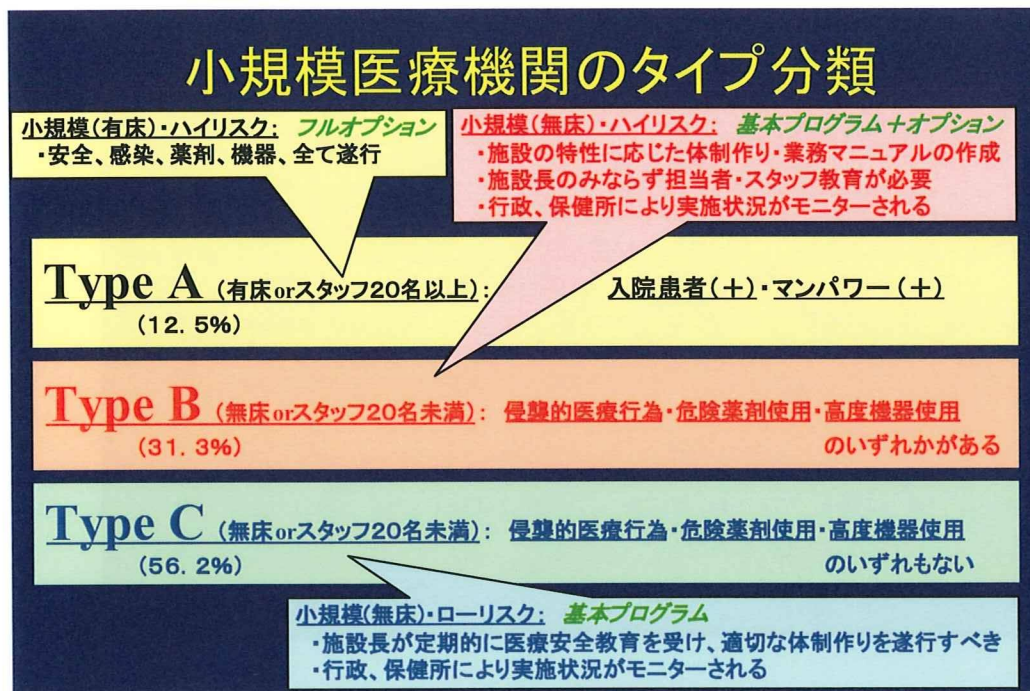 小規模医療機関のタイプ分類
小規模(有床)・ハイリスク: フルオプション
・安全、感染、薬剤、機器、全て遂行
小規模(無床)・ハイリスク: 基本プログラム＋オプション
・施設の特性に応じた体制作り・業務マニュアルの作成
・施設長のみならず担当者・スタッフ教育が必要
・行政、保健所により実施状況がモニターされる
Type A (有床orスタッフ20名以上): 入院患者(＋)・マンパワー(＋)
(12. 5%)
Type B (無床orスタッフ20名未満): 侵襲的医療行為・危険薬剤使用・高度機器使用
(31. 3%) のいずれかがある
Type C (無床orスタッフ20名未満): 侵襲的医療行為・危険薬剤使用・高度機器使用
(56. 2%) のいずれもない
小規模(無床)・ローリスク: 基本プログラム
・施設長が定期的に医療安全教育を受け、適切な体制作りを遂行すべき
・行政、保健所により実施状況がモニターされる